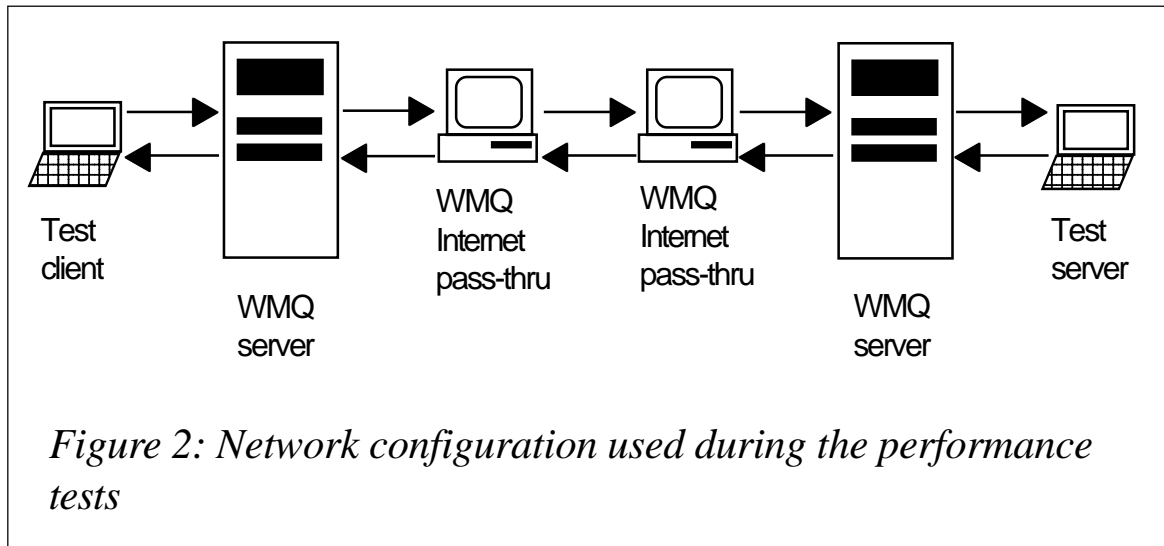 Test
client
WMQ
server
WMQ
Internet
pass-thru
WMQ
Internet
pass-thru
WMQ
server
Test
server
Figure 2: Network configuration used during the performance
tests